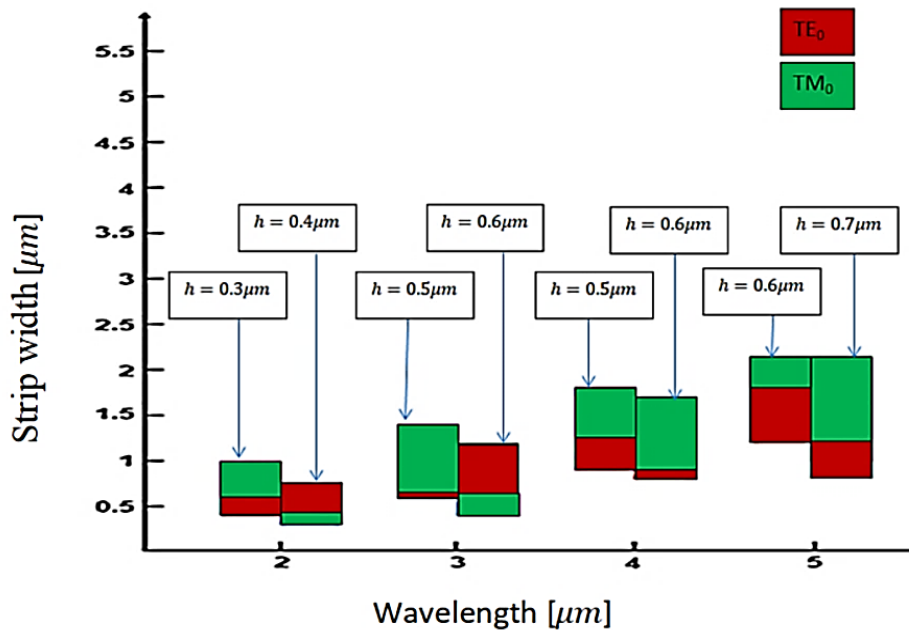 TE₀
TM₀
5.5
5
4.5
4
3.5
3
2.5
2
1.5
1
0.5
Strip width [μm]
h = 0.3μm
h = 0.4μm
h = 0.5μm
h = 0.6μm
h = 0.5μm
h = 0.6μm
h = 0.6μm
h = 0.7μm
2 3 4 5
Wavelength [μm]